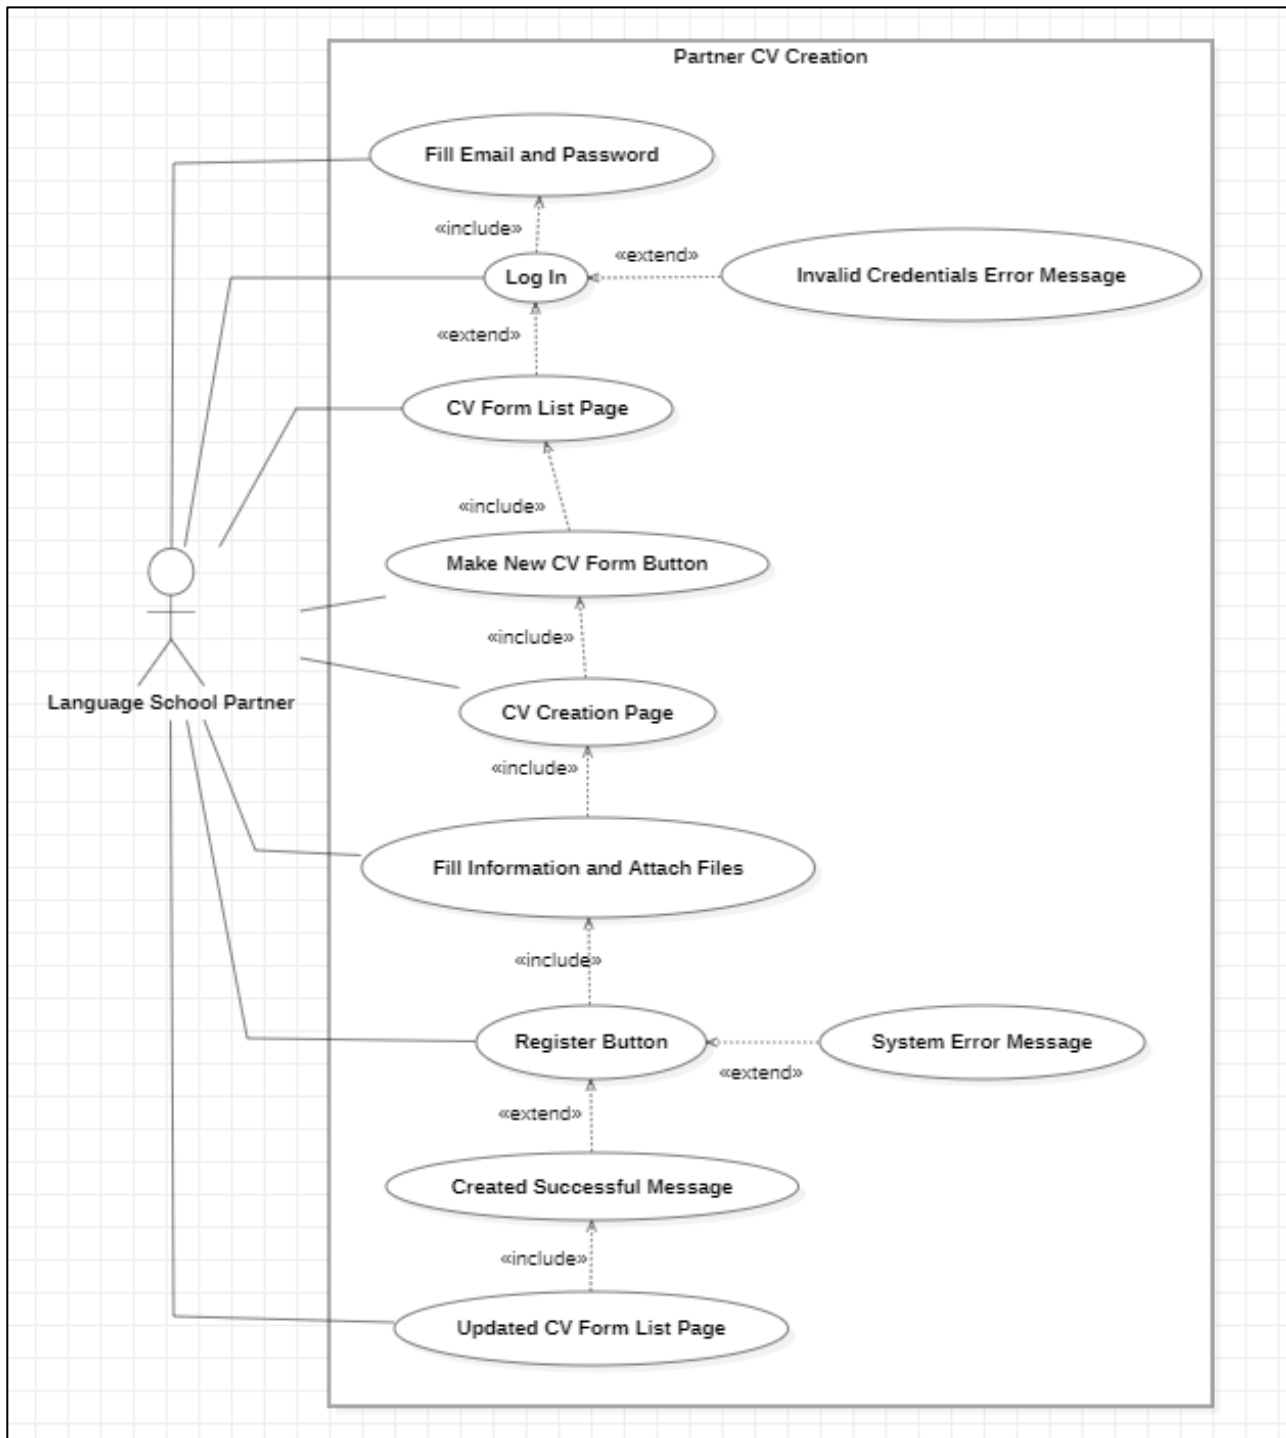 Partner CV Creation
Fill Email and Password
«include»
«extend»
Log In
Invalid Credentials Error Message
«extend»
CV Form List Page
«include»
Make New CV Form Button
«include»
Language School Partner
CV Creation Page
«include»
Fill Information and Attach Files
«include»
Register Button
System Error Message
«extend»
«extend»
Created Successful Message
«include»
Updated CV Form List Page